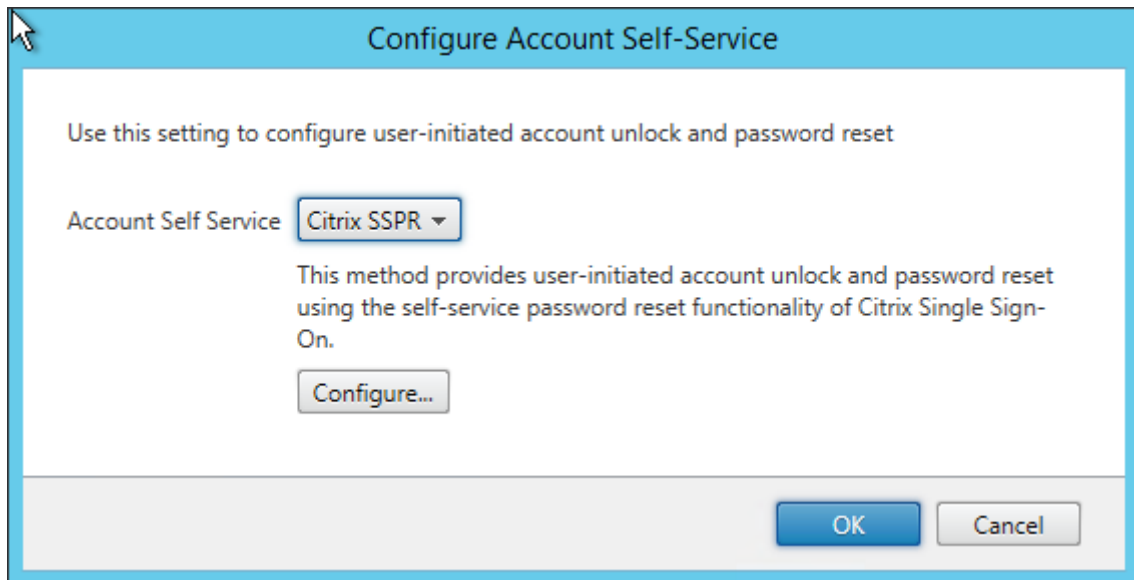 Configure Account Self-Service
Use this setting to configure user-initiated account unlock and password reset
Account Self Service
Citrix SSPR
This method provides user-initiated account unlock and password reset
using the self-service password reset functionality of Citrix Single Sign-
On.
Configure...
OK
Cancel